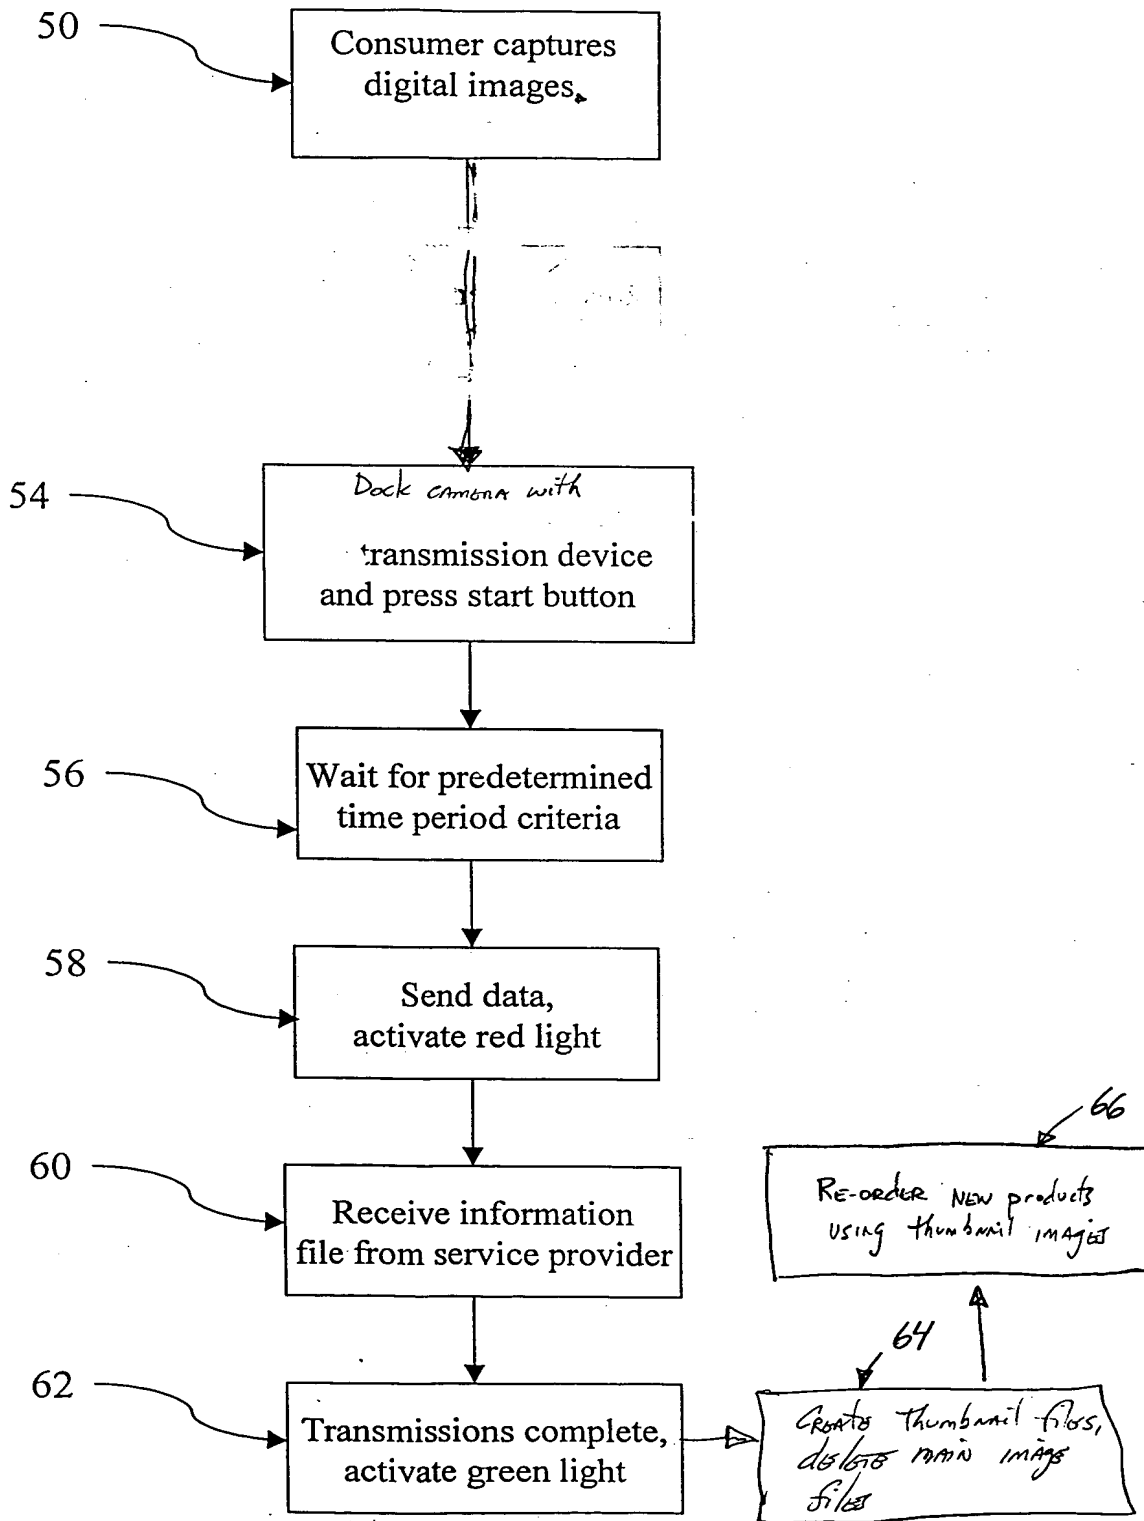 50
Consumer captures
digital images.
54
Dock camera with
transmission device
and press start button
56
Wait for predetermined
time period criteria
58
Send data,
activate red light
60
Receive information
file from service provider
62
Transmissions complete,
activate green light
64
Create thumbnail files,
delete main image
files
66
Re-order new products
using thumbnail images